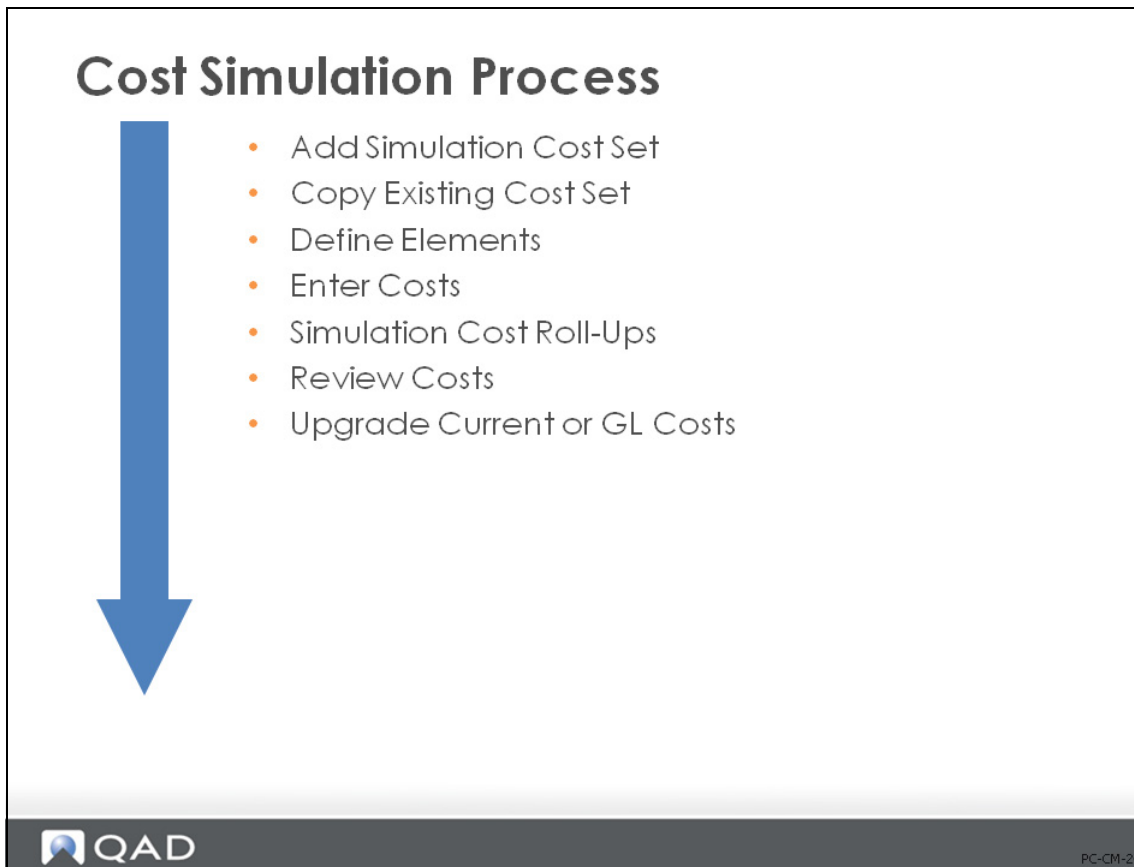 Cost Simulation Process
• Add Simulation Cost Set
• Copy Existing Cost Set
• Define Elements
• Enter Costs
• Simulation Cost Roll-Ups
• Review Costs
• Upgrade Current or GL Costs
QAD
PC-CM-2